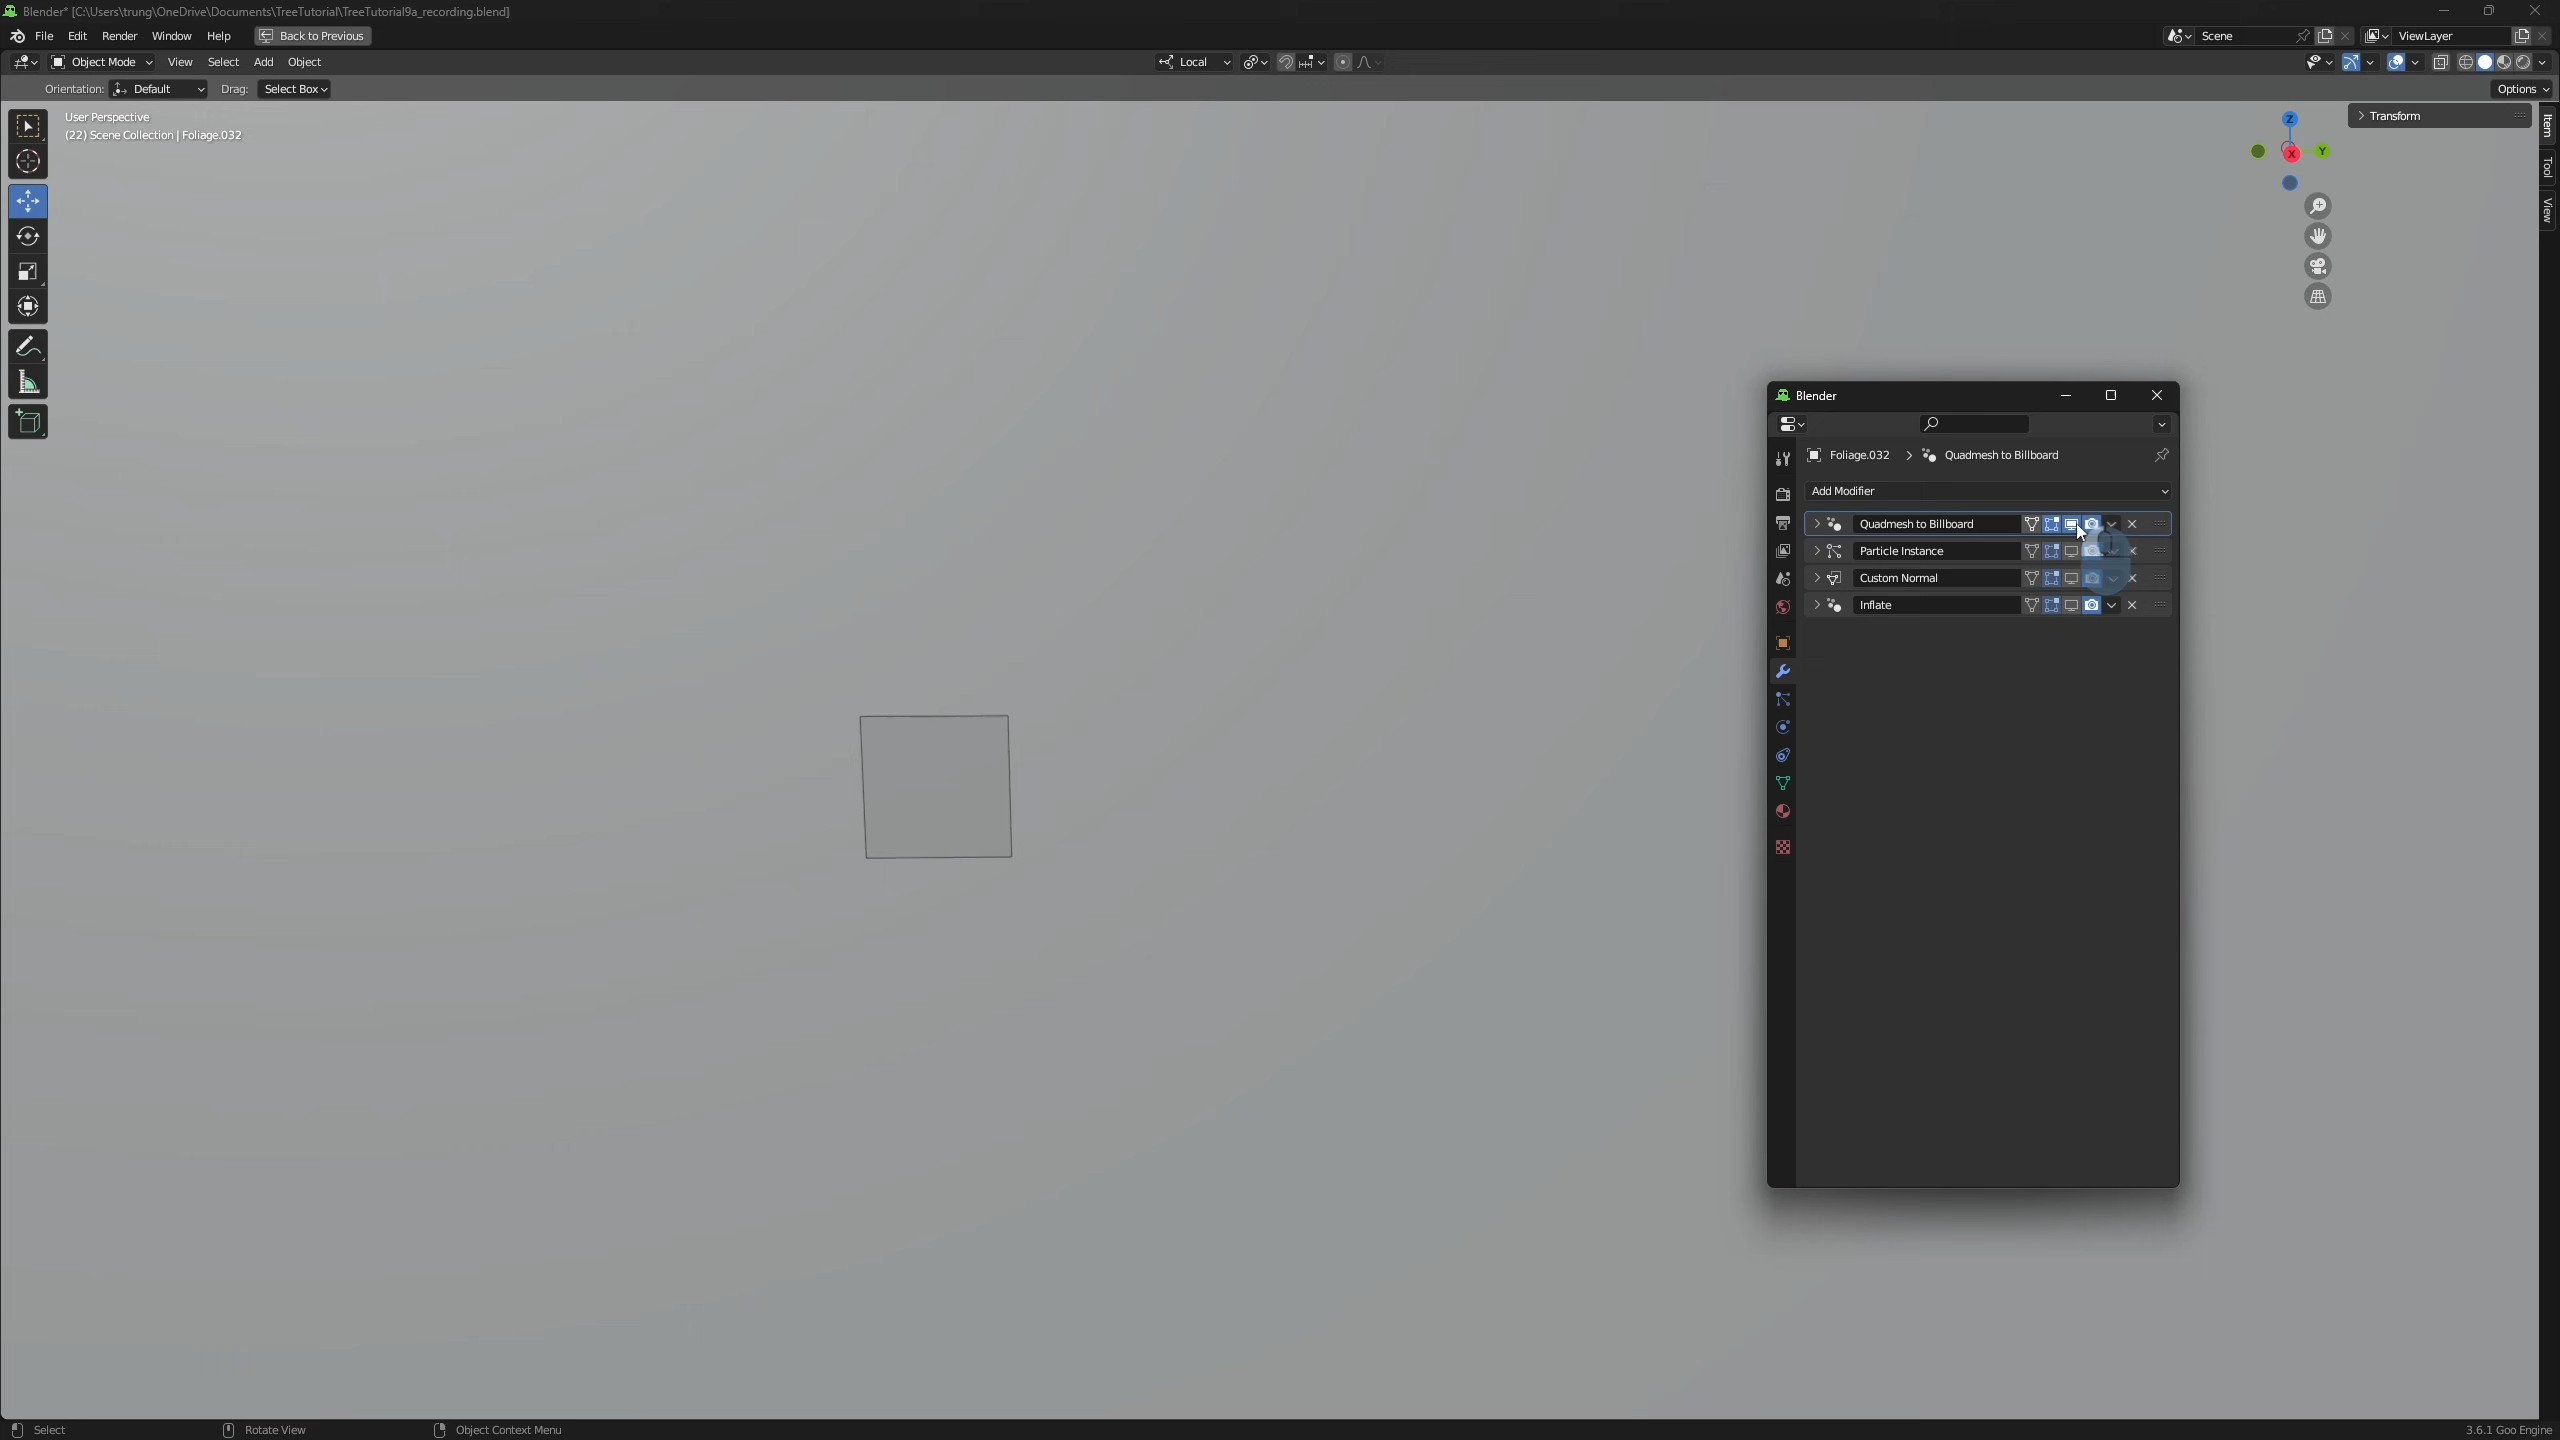 Blender* [C:\Users\trung\OneDrive\Documents\TreeTutorial\TreeTutorial9a_recording.blend]
File Edit Render Window Help Back to Previous Scene ViewLayer
Object Mode View Select Add Object Local
Orientation: Default Drag: Select Box Options
User Perspective
(22) Scene Collection | Foliage.032
Transform
Item
Tool
View
Z
X
Y
Blender
Foliage.032 Quadmesh to Billboard
Add Modifier
Quadmesh to Billboard
Particle Instance
Custom Normal
Inflate
Select Rotate View Object Context Menu 3.6.1 Goo Engine